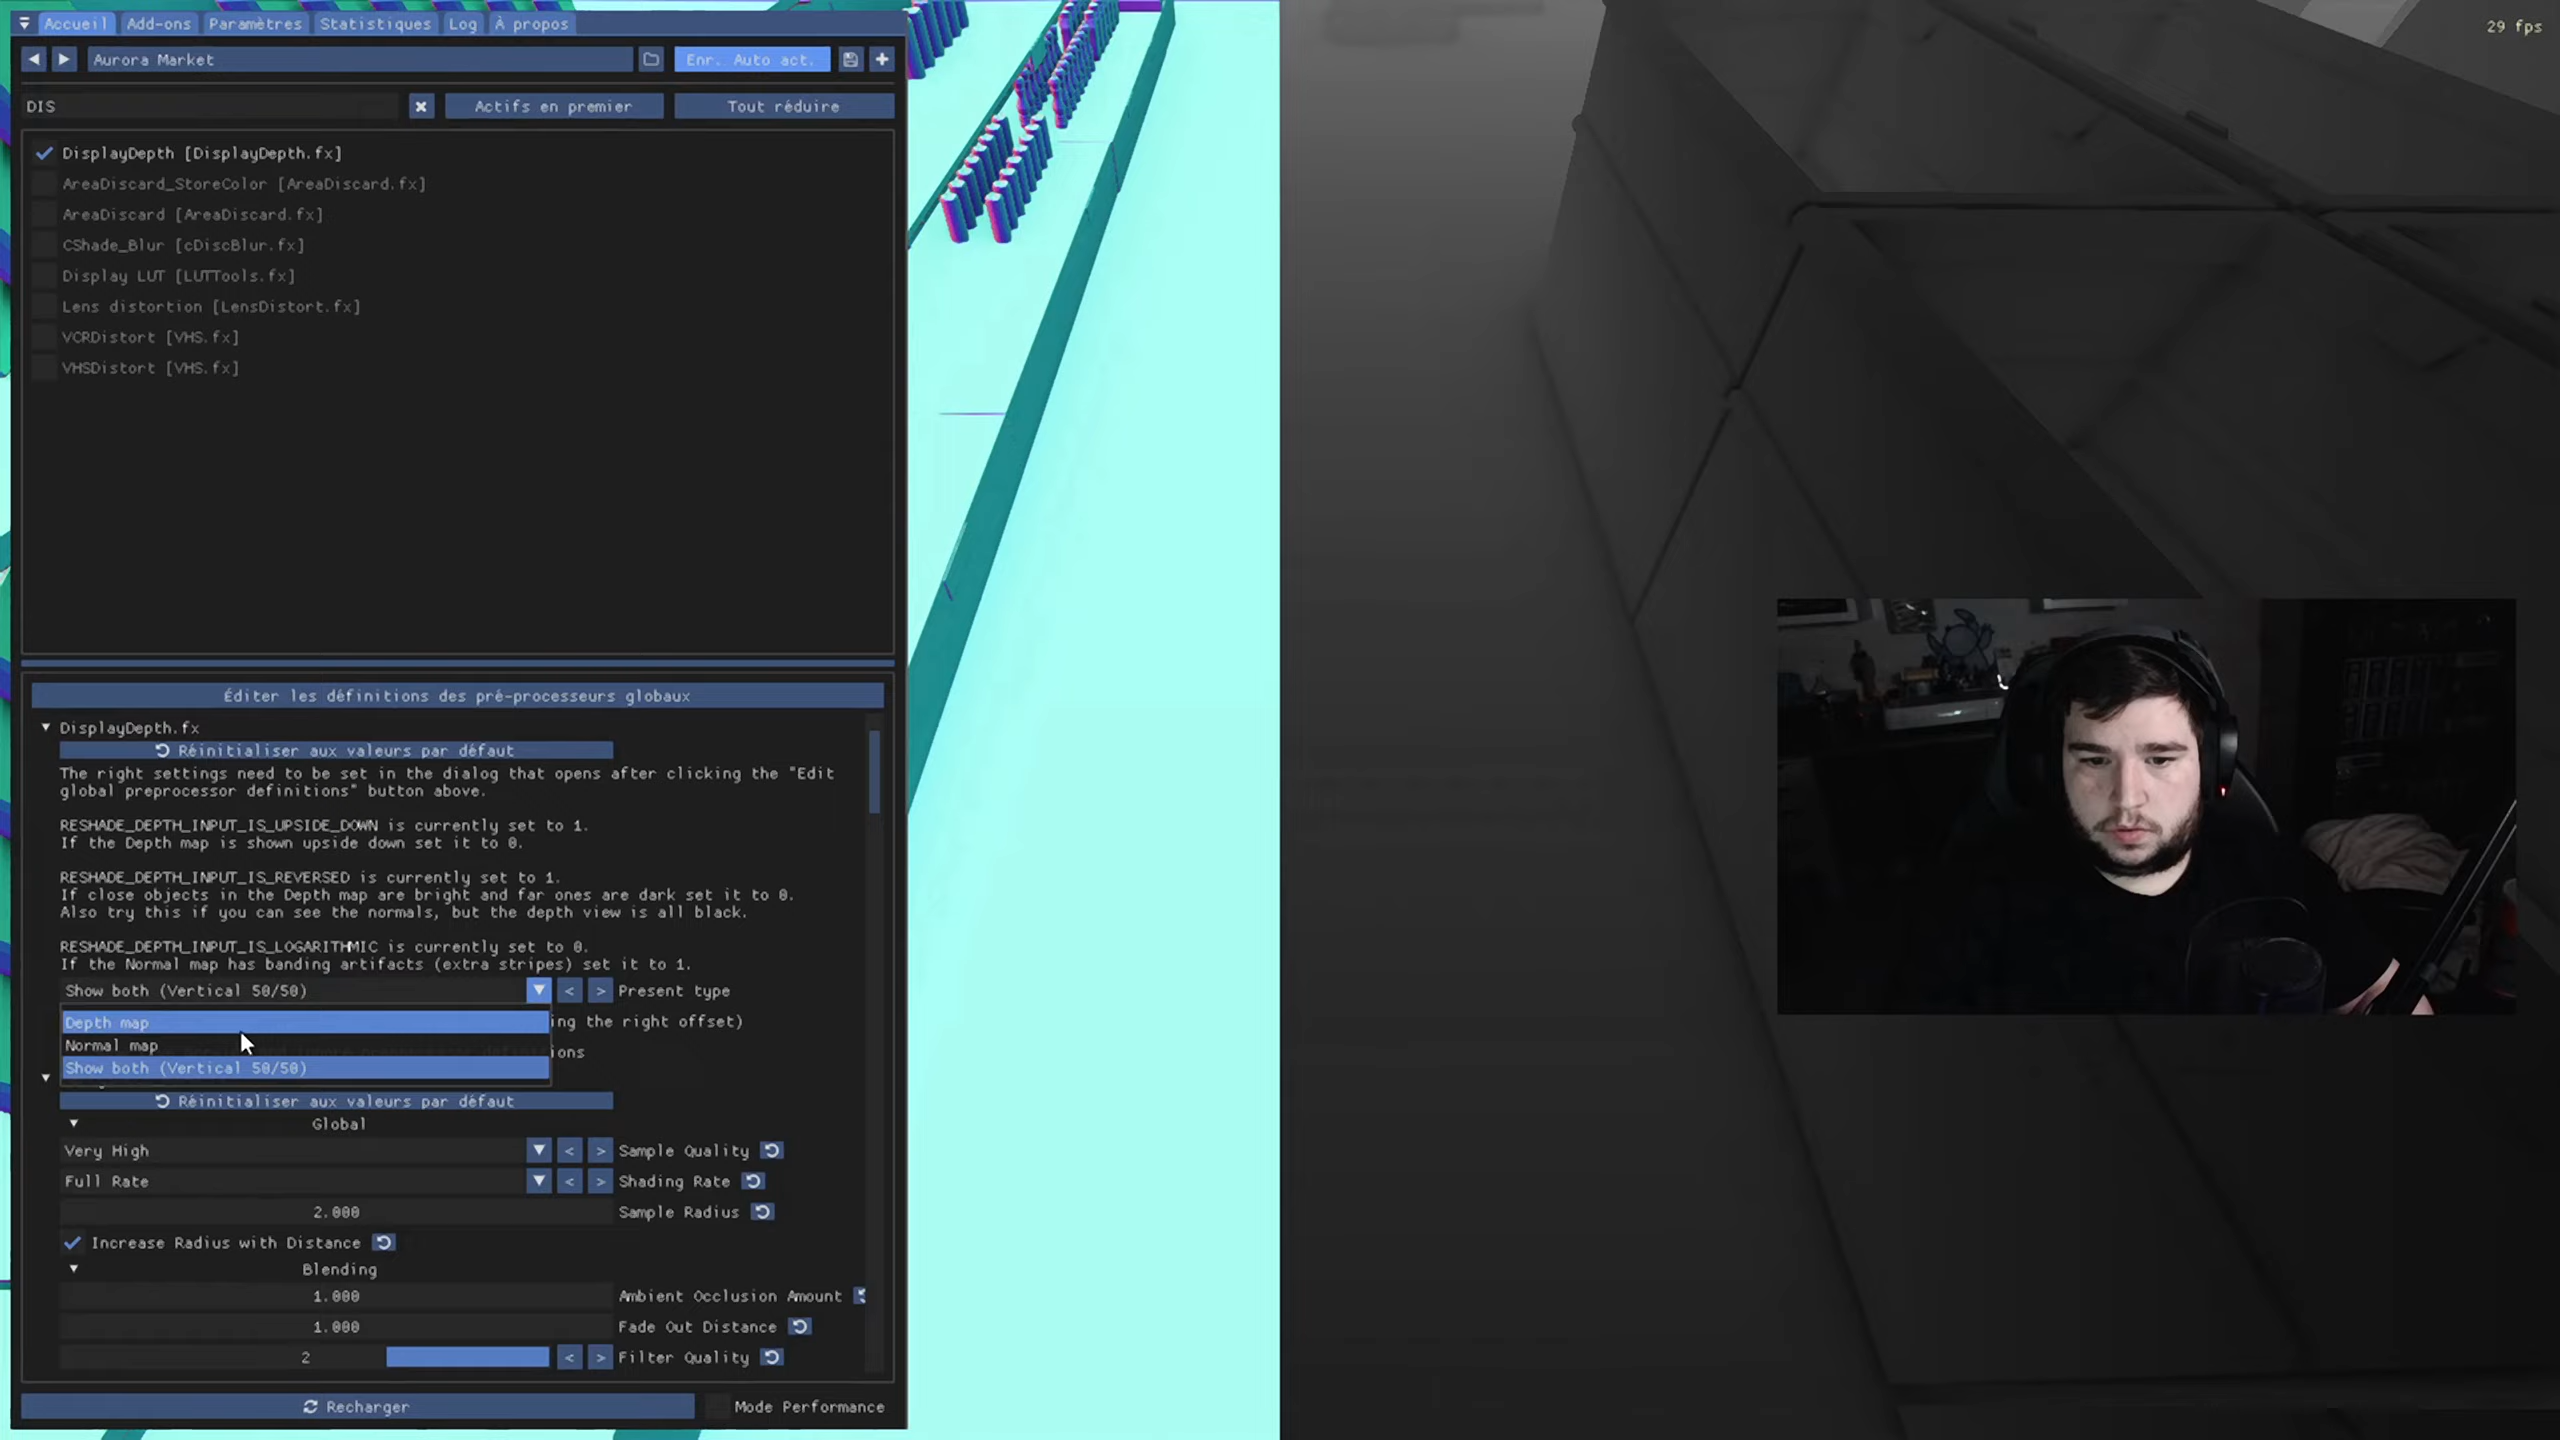 Accueil Add-ons Paramètres Statistiques Log À propos
Aurora Market Enr. Auto act.
DIS Actifs en premier Tout réduire
DisplayDepth [DisplayDepth.fx]
AreaDiscard_StoreColor [AreaDiscard.fx]
AreaDiscard [AreaDiscard.fx]
CShade_Blur [cDiscBlur.fx]
Display LUT [LUTTools.fx]
Lens distortion [LensDistort.fx]
VCRDistort [VHS.fx]
VHSDistort [VHS.fx]
Éditer les définitions des pré-processeurs globaux
DisplayDepth.fx
Réinitialiser aux valeurs par défaut
The right settings need to be set in the dialog that opens after clicking the "Edit
global preprocessor definitions" button above.
RESHADE_DEPTH_INPUT_IS_UPSIDE_DOWN is currently set to 1.
If the Depth map is shown upside down set it to 0.
RESHADE_DEPTH_INPUT_IS_REVERSED is currently set to 1.
If close objects in the Depth map are bright and far ones are dark set it to 0.
Also try this if you can see the normals, but the depth view is all black.
RESHADE_DEPTH_INPUT_IS_LOGARITHMIC is currently set to 0.
If the Normal map has banding artifacts (extra stripes) set it to 1.
Show both (Vertical 50/50) < > Present type
Depth map ing the right offset)
Normal map ions
Show both (Vertical 50/50)
Réinitialiser aux valeurs par défaut
Global
Very High < > Sample Quality
Full Rate < > Shading Rate
2.000 Sample Radius
Increase Radius with Distance
Blending
1.000 Ambient Occlusion Amount
1.000 Fade Out Distance
2 < > Filter Quality
Recharger Mode Performance
29 fps